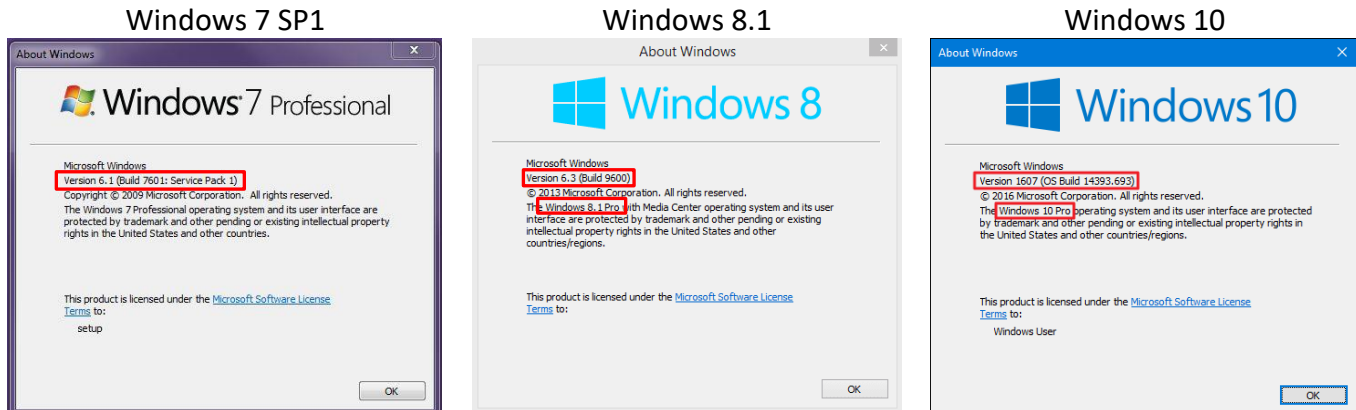 Windows 7 SP1
About Windows
x
Windows 7 Professional
Microsoft Windows
Version 6.1 (Build 7601: Service Pack 1)
Copyright © 2009 Microsoft Corporation. All rights reserved.
The Windows 7 Professional operating system and its user interface are
protected by trademark and other pending or existing intellectual property
rights in the United States and other countries.
This product is licensed under the Microsoft Software License
Terms to:
setup
OK
Windows 8.1
About Windows
×
Windows 8
Microsoft Windows
Version 6.3 (Build 9600)
© 2013 Microsoft Corporation. All rights reserved.
The Windows 8.1 Pro with Media Center operating system and its user
interface are protected by trademark and other pending or existing
intellectual property rights in the United States and other
countries/regions.
This product is licensed under the Microsoft Software License
Terms to:
OK
Windows 10
About Windows
×
Windows 10
Microsoft Windows
Version 1607 (OS Build 14393.693)
© 2016 Microsoft Corporation. All rights reserved.
The Windows 10 Pro operating system and its user interface are protected
by trademark and other pending or existing intellectual property rights in
the United States and other countries/regions.
This product is licensed under the Microsoft Software License
Terms to:
Windows User
OK